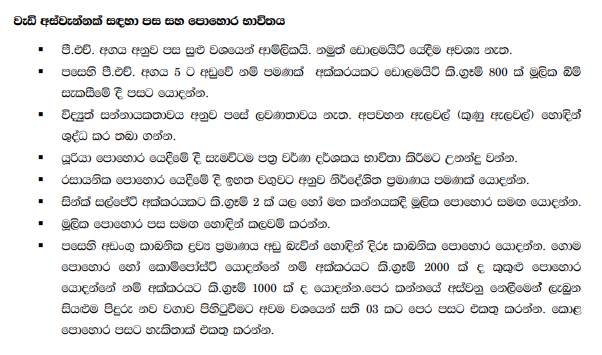 වැඩි අස්වැන්නක් සඳහා පස සහ පොහොර භාවිතය
▪ පී.එච්. අගය අනුව පස සුළු වශයෙන් ආම්ලිකයි. නමුත් ඩොලමයිට් යෙදීම අවශ්‍ය නැත.
▪ පසෙහි පී.එච්. අගය 5 ට අඩුවේ නම් පමණක් අක්කරයකට ඩොලමයිට් කි.ග්‍රෑම් 800 ක් මූලික බිම්
සැකසීමේ දී පසට යොදන්න.
▪ විද්‍යුත් සන්නායකතාවය අනුව පසේ ලවණතාවය නැත. අපවහන ඇලවල් (කුණු ඇලවල්) හොඳින්
ශුද්ධ කර තබා ගන්න.
▪ යූරියා පොහොර යෙදීමේ දී සැමවිටම පත්‍ර වර්ණ දර්ශකය භාවිතා කිරීමට උනන්දු වන්න.
▪ රසායනික පොහොර යෙදීමේ දී ඉහත වගුවට අනුව නිර්දේශිත ප්‍රමාණය පමණක් යොදන්න.
▪ සින්ක් සල්පේට් අක්කරයකට කි.ග්‍රෑම් 2 ක් යල හෝ මහ කන්නයකදී මූලික පොහොර සමඟ යොදන්න.
▪ මූලික පොහොර පස සමඟ හොඳින් කලවම් කරන්න.
▪ පසෙහි අඩංගු කාබනික ද්‍රව්‍ය ප්‍රමාණය අඩු බැවින් හොඳින් දිරූ කාබනික පොහොර යොදන්න. ගොම
පොහොර හෝ කොම්පෝස්ට් යොදන්නේ නම් අක්කරයට කි.ග්‍රෑම් 2000 ක් ද කුකුළු පොහොර
යොදන්නේ නම් අක්කරයට කි.ග්‍රෑම් 1000 ක් ද යොදන්න.පෙර කන්නයේ අස්වනු නෙලීමෙන් ලැබුන
සියළුම පිදුරු නව වගාව පිහිටුවීමට අවම වශයෙන් සති 03 කට පෙර පසට එකතු කරන්න. කොළ
පොහොර පසට හැකිතාක් එකතු කරන්න.